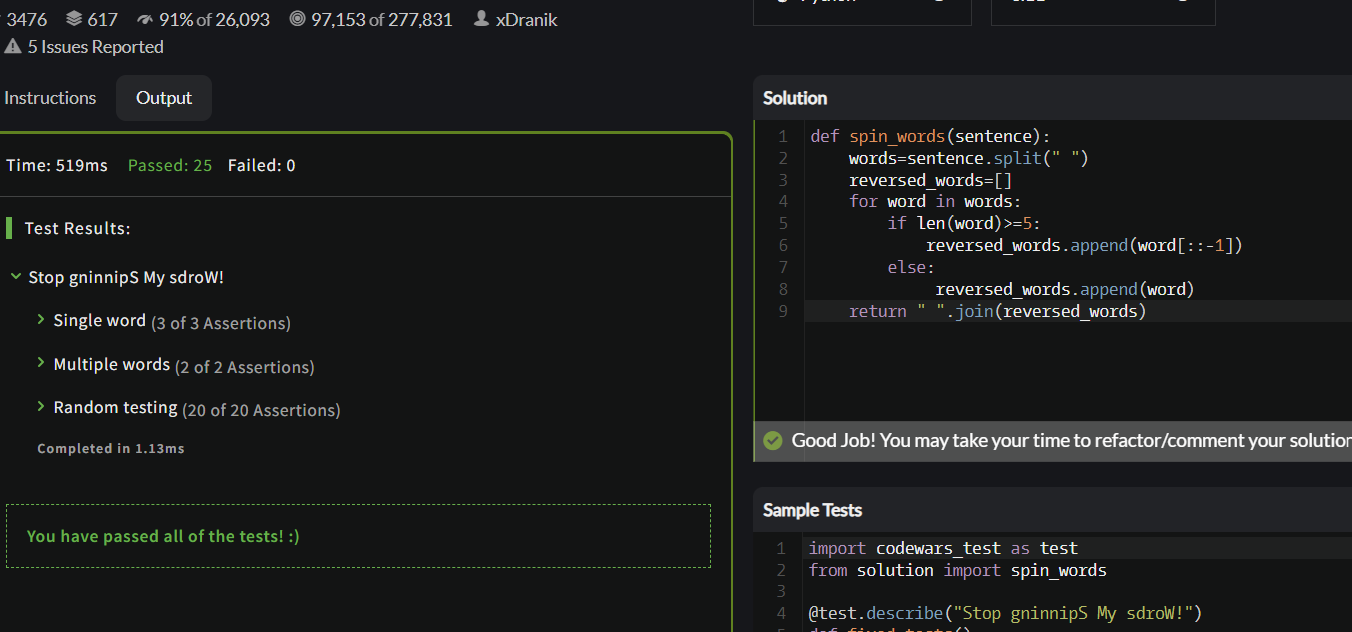 3476 617 91% of 26,093 97,153 of 277,831 xDranik
5 Issues Reported
Instructions Output
Time: 519ms Passed: 25 Failed: 0
Test Results:
Stop gninnipS My sdroW!
Single word (3 of 3 Assertions)
Multiple words (2 of 2 Assertions)
Random testing (20 of 20 Assertions)
Completed in 1.13ms
You have passed all of the tests! :)
Solution
1 def spin_words(sentence):
2     words=sentence.split(" ")
3     reversed_words=[]
4     for word in words:
5         if len(word)>=5:
6             reversed_words.append(word[::-1])
7         else:
8              reversed_words.append(word)
9     return " ".join(reversed_words)
Good Job! You may take your time to refactor/comment your solution
Sample Tests
1 import codewars_test as test
2 from solution import spin_words
3
4 @test.describe("Stop gninnipS My sdroW!")
5 def fixed_tests()